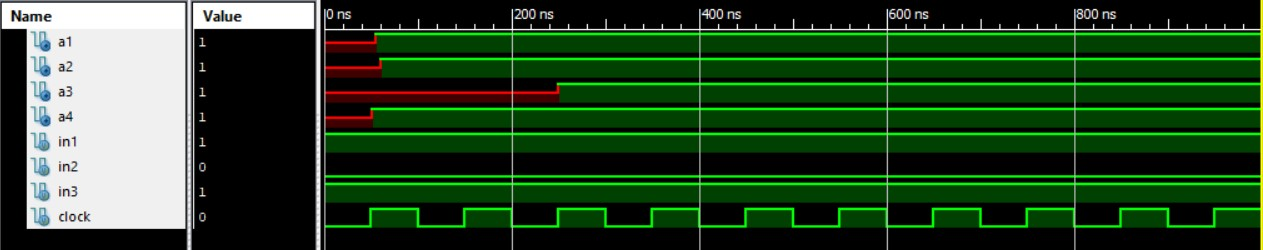 Name Value 0 ns 200 ns 400 ns 600 ns 800 ns
a1 1
a2 1
a3 1
a4 1
in1 1
in2 0
in3 1
clock 0